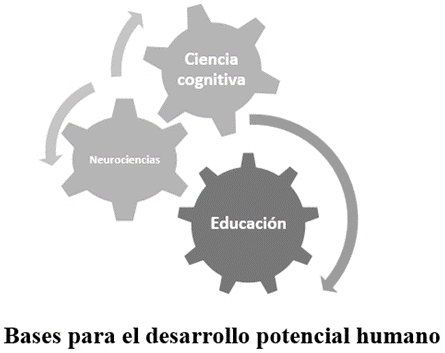 Ciencia
cognitiva
Neurociencias
Educación
Bases para el desarrollo potencial humano